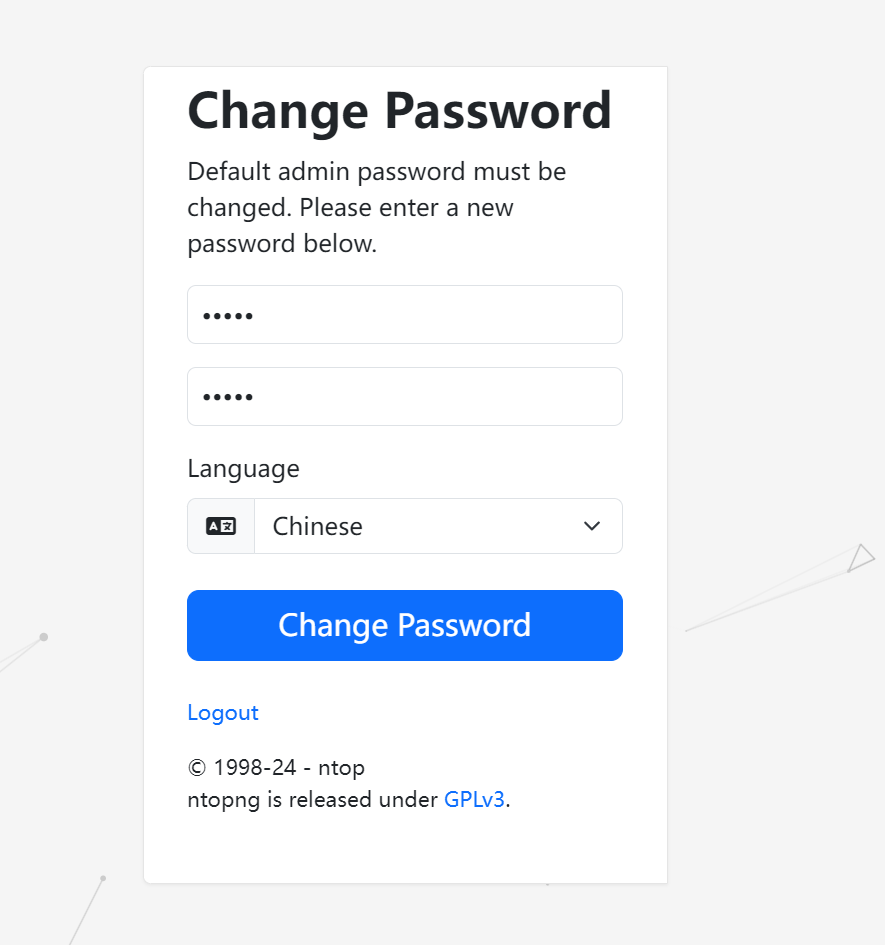 Change Password
Default admin password must be
changed. Please enter a new
password below.
•••••
•••••
Language
Chinese
Change Password
Logout
© 1998-24 - ntop
ntopng is released under GPLv3.